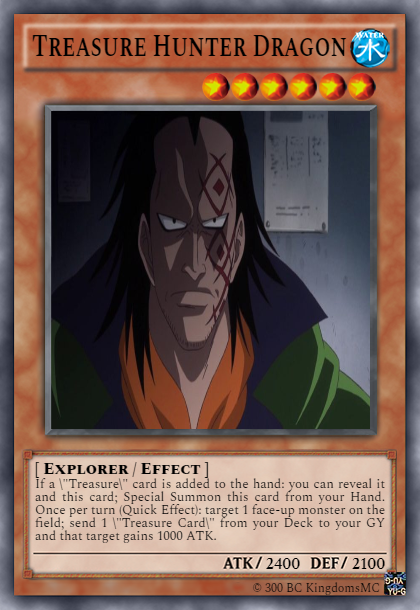 TREASURE HUNTER DRAGON
WATER
水
[ EXPLORER / EFFECT ]
If a \"Treasure\" card is added to the hand: you can reveal it
and this card; Special Summon this card from your Hand.
Once per turn (Quick Effect): target 1 face-up monster on the
field; send 1 \"Treasure Card\" from your Deck to your GY
and that target gains 1000 ATK.
ATK / 2400 DEF / 2100
© 300 BC KingdomsMC